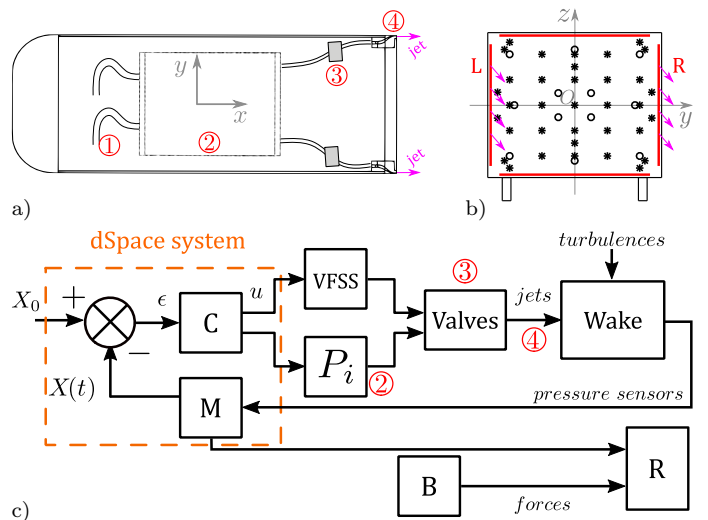 ④
jet
y
x
③
①
②
jet
a)
z
L
R
O
y
b)
dSpace system
turbulences
X₀
+
ϵ
u
VFSS
③
jets
C
Valves
Wake
−
P_i
②
④
X(t)
M
pressure sensors
B
R
forces
c)